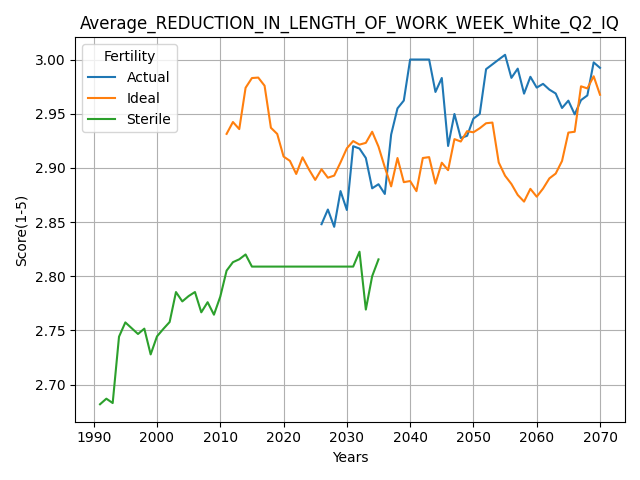 Average_REDUCTION_IN_LENGTH_OF_WORK_WEEK_White_Q2_IQ
Fertility
Actual
Ideal
Sterile
Score(1-5)
3.00
2.95
2.90
2.85
2.80
2.75
2.70
1990 2000 2010 2020 2030 2040 2050 2060 2070
Years